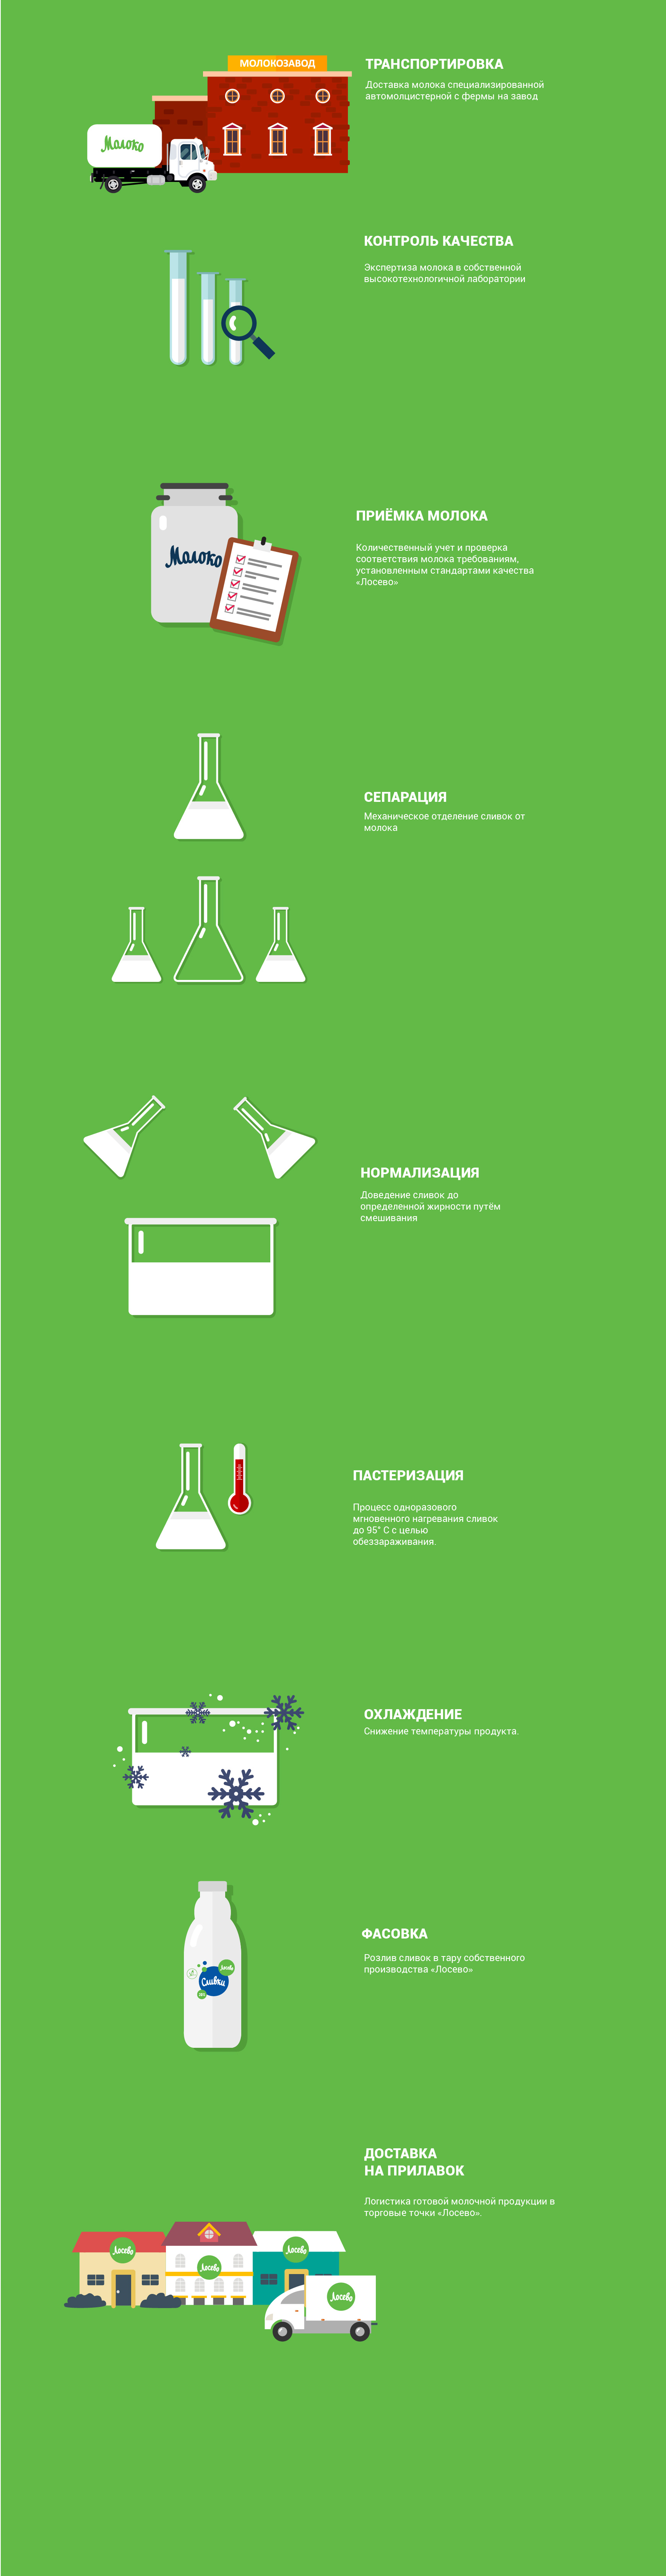 МОЛОКОЗАВОД
ТРАНСПОРТИРОВКА
Доставка молока специализированной
автомолцистерной с фермы на завод
Молоко
КОНТРОЛЬ КАЧЕСТВА
Экспертиза молока в собственной
высокотехнологичной лаборатории
ПРИЁМКА МОЛОКА
Количественный учет и проверка
соответствия молока требованиям,
установленным стандартами качества
«Лосево»
Молоко
СЕПАРАЦИЯ
Механическое отделение сливок от
молока
НОРМАЛИЗАЦИЯ
Доведение сливок до
определенной жирности путём
смешивания
ПАСТЕРИЗАЦИЯ
Процесс одноразового
мгновенного нагревания сливок
до 95° С с целью
обеззараживания.
ОХЛАЖДЕНИЕ
Снижение температуры продукта.
ФАСОВКА
Розлив сливок в тару собственного
производства «Лосево»
Лосево
Сливки
ДОСТАВКА
НА ПРИЛАВОК
Логистика готовой молочной продукции в
торговые точки «Лосево».
Лосево
Лосево
Лосево
Лосево